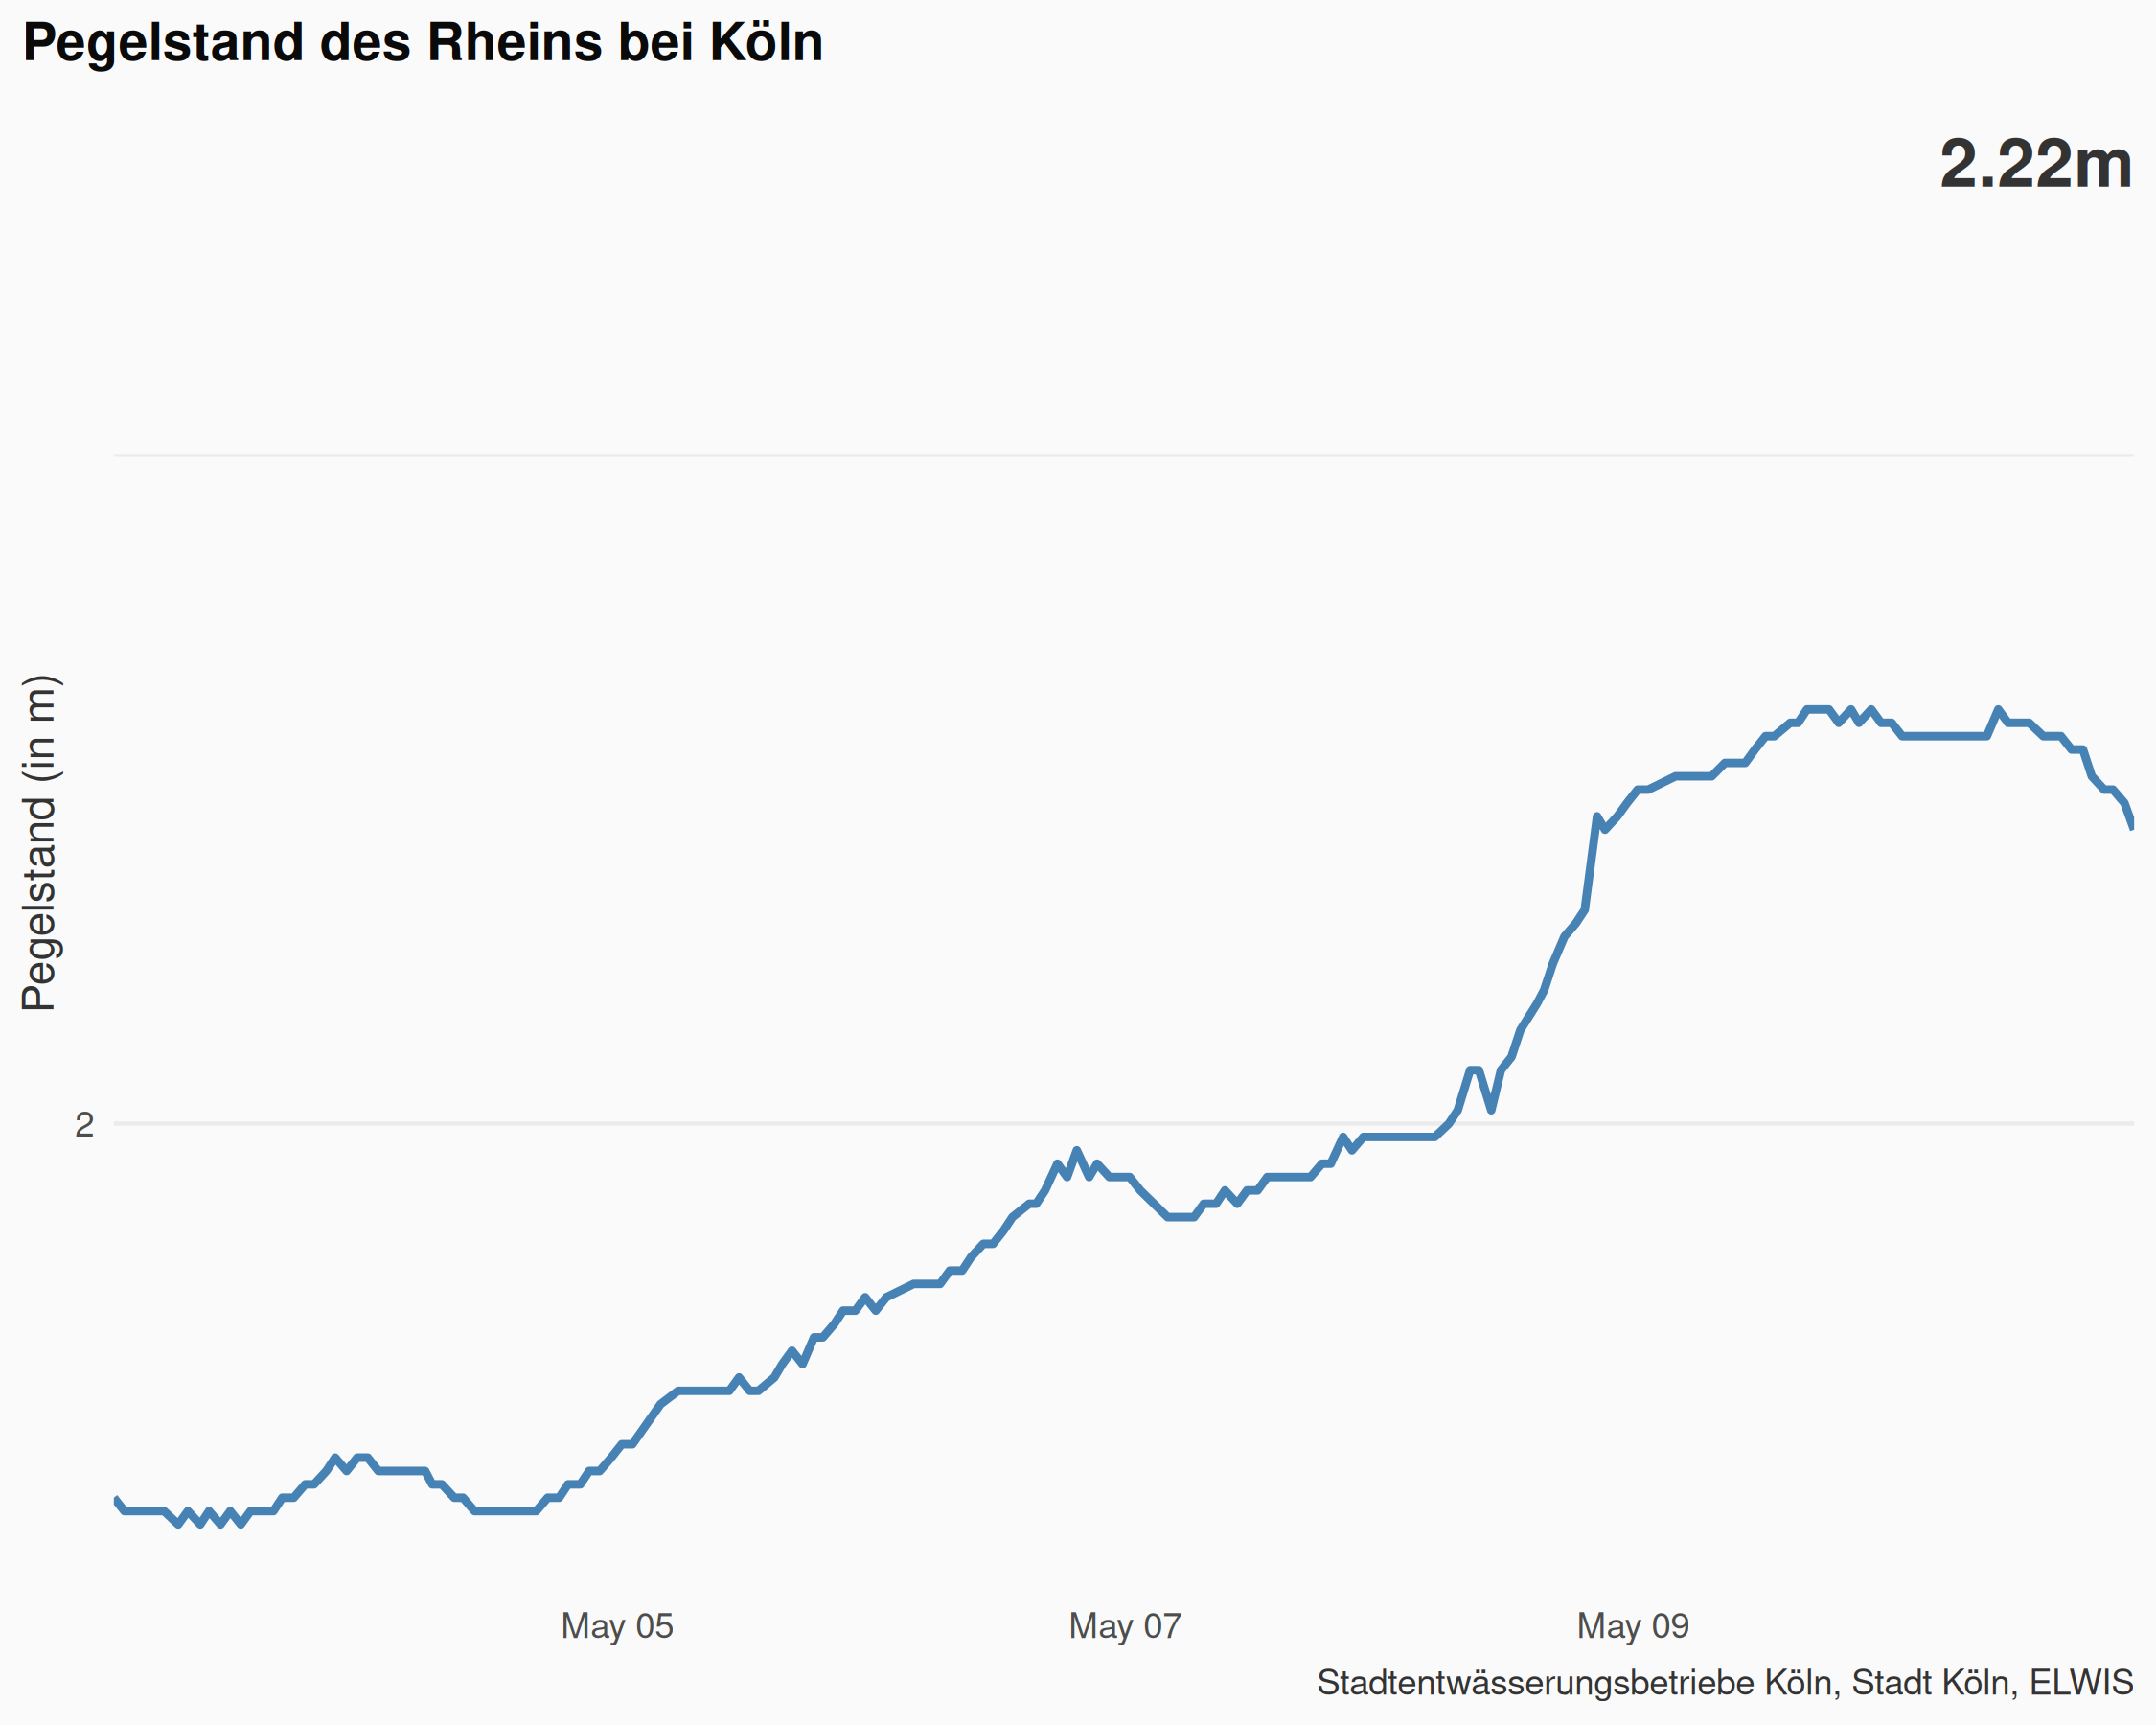 Pegelstand des Rheins bei Köln
2.22m
Pegelstand (in m)
2
May 05
May 07
May 09
Stadtentwässerungsbetriebe Köln, Stadt Köln, ELWIS